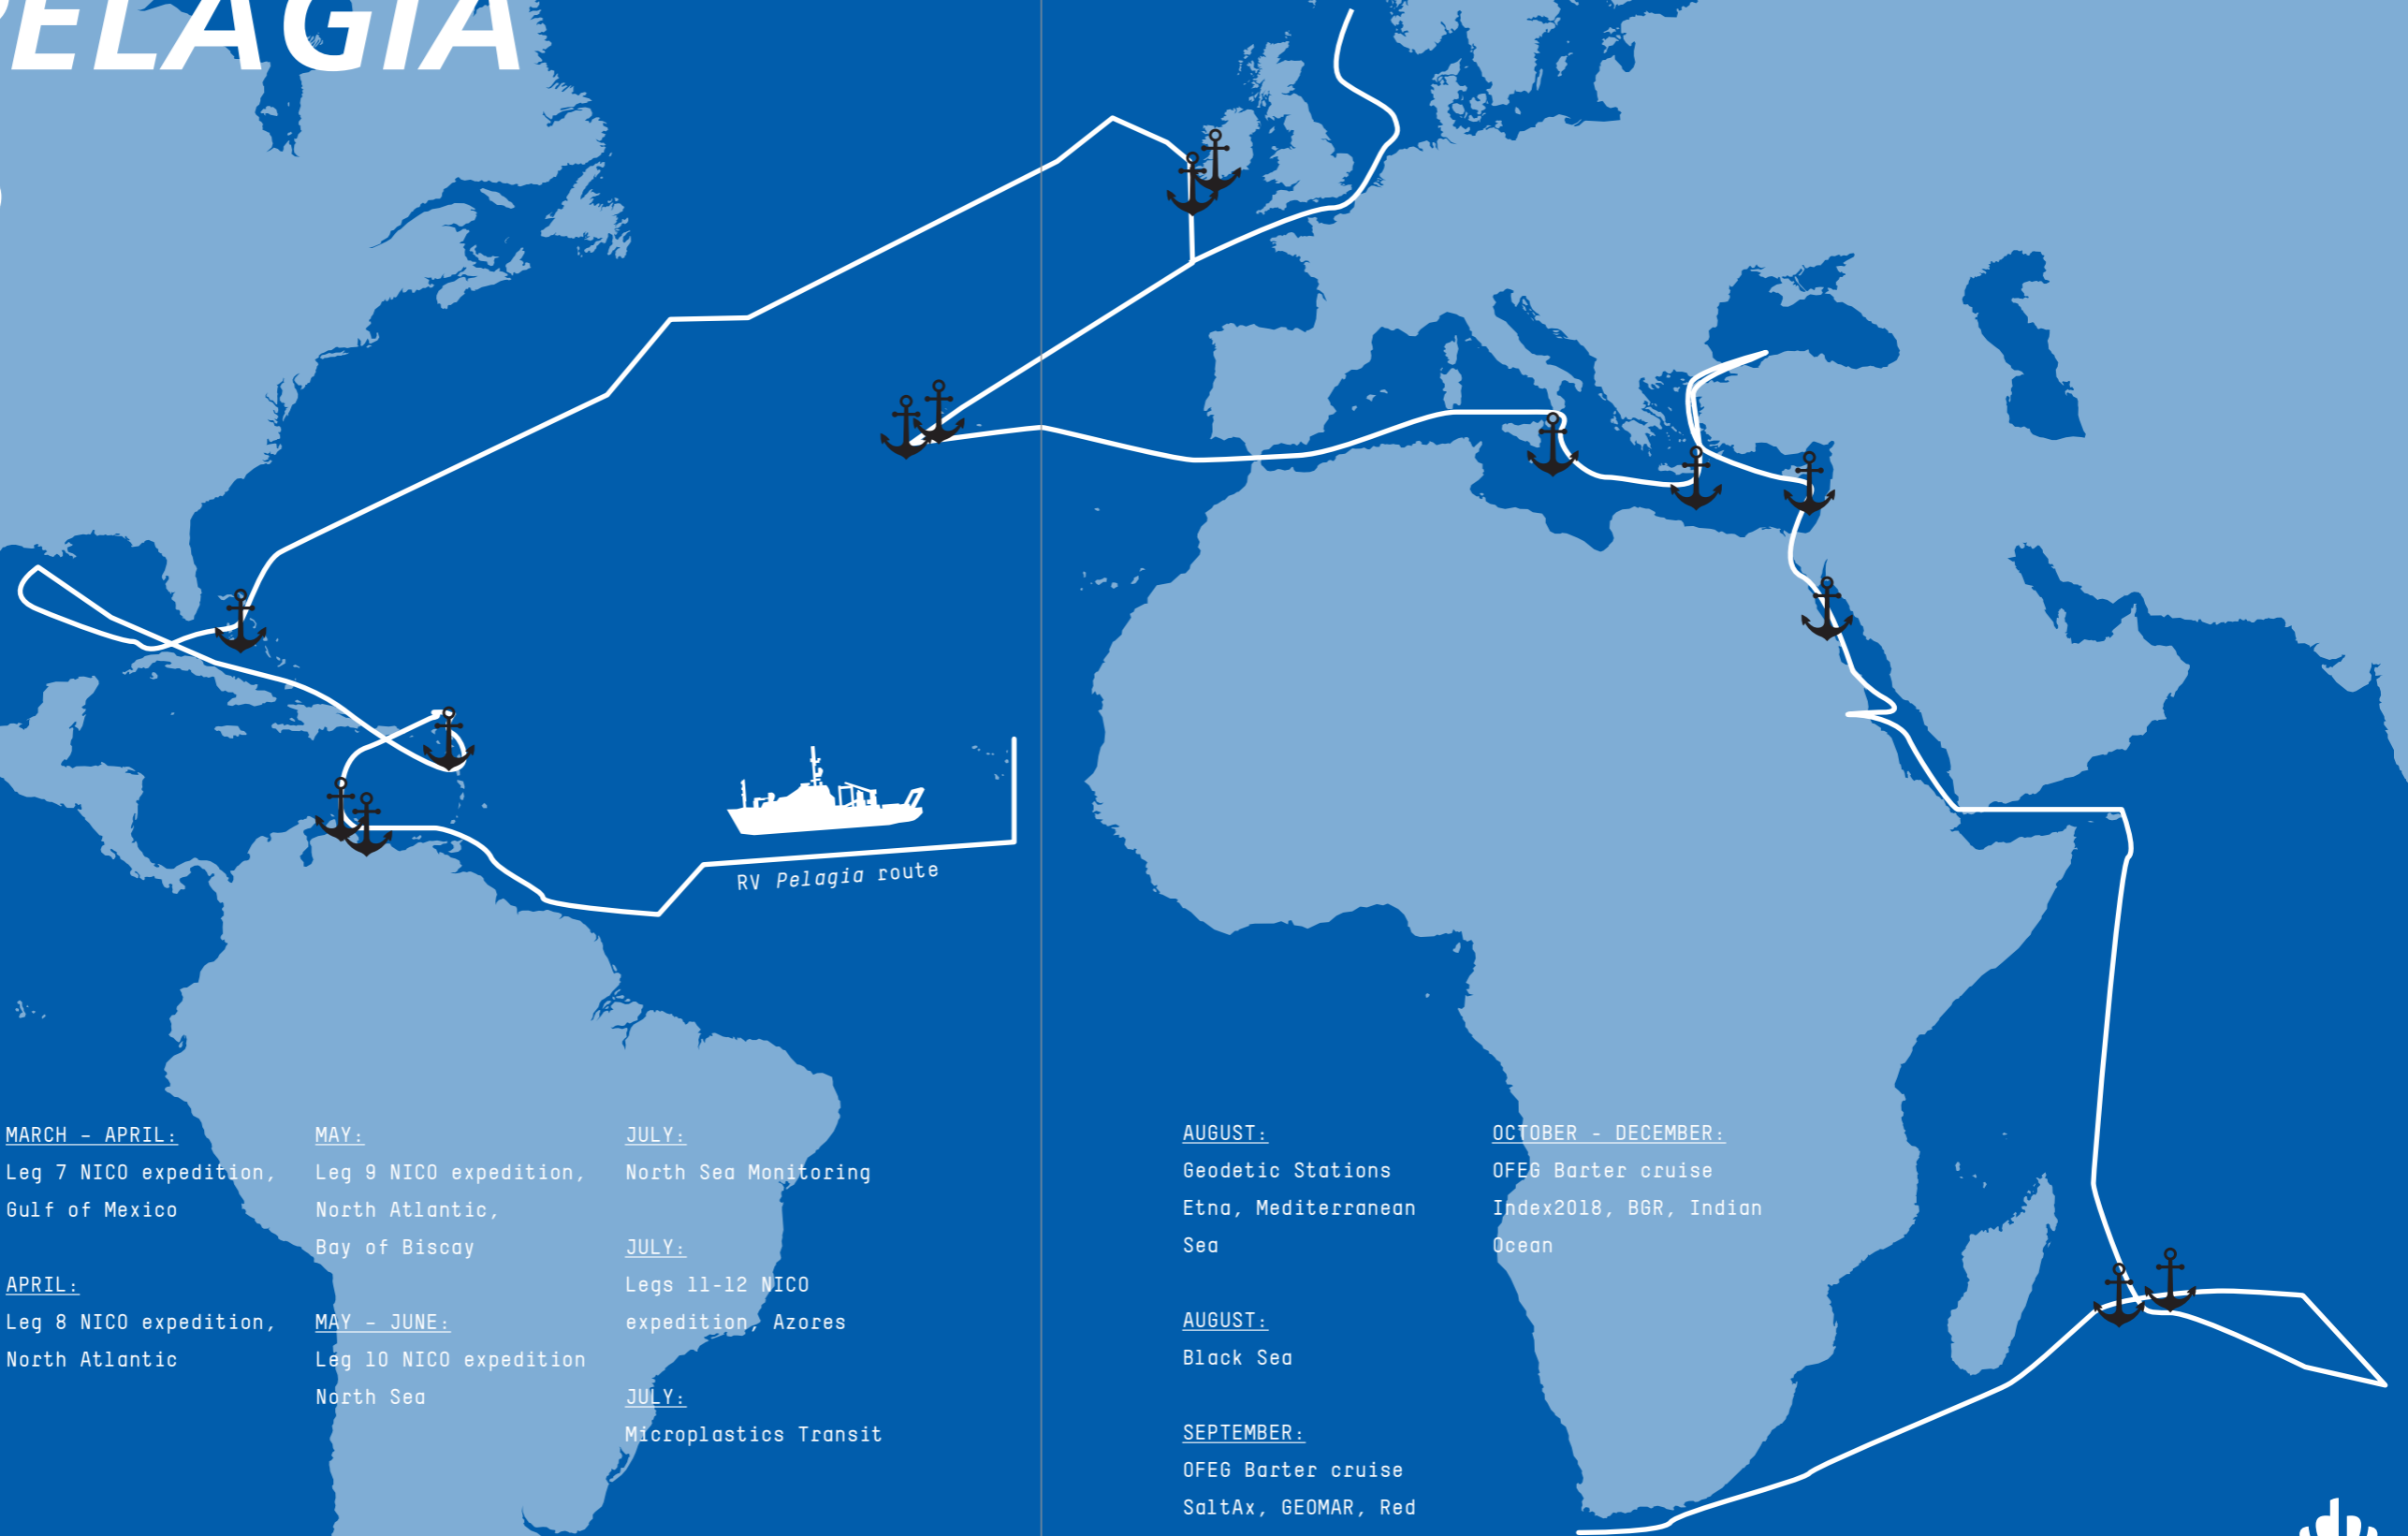 PELAGIA
RV Pelagia route
MARCH – APRIL:
Leg 7 NICO expedition,
Gulf of Mexico
APRIL:
Leg 8 NICO expedition,
North Atlantic
MAY:
Leg 9 NICO expedition,
North Atlantic,
Bay of Biscay
MAY – JUNE:
Leg 10 NICO expedition
North Sea
JULY:
North Sea Monitoring
JULY:
Legs 11-12 NICO
expedition, Azores
JULY:
Microplastics Transit
AUGUST:
Geodetic Stations
Etna, Mediterranean
Sea
AUGUST:
Black Sea
SEPTEMBER:
OFEG Barter cruise
SaltAx, GEOMAR, Red
OCTOBER - DECEMBER:
OFEG Barter cruise
Index2018, BGR, Indian
Ocean